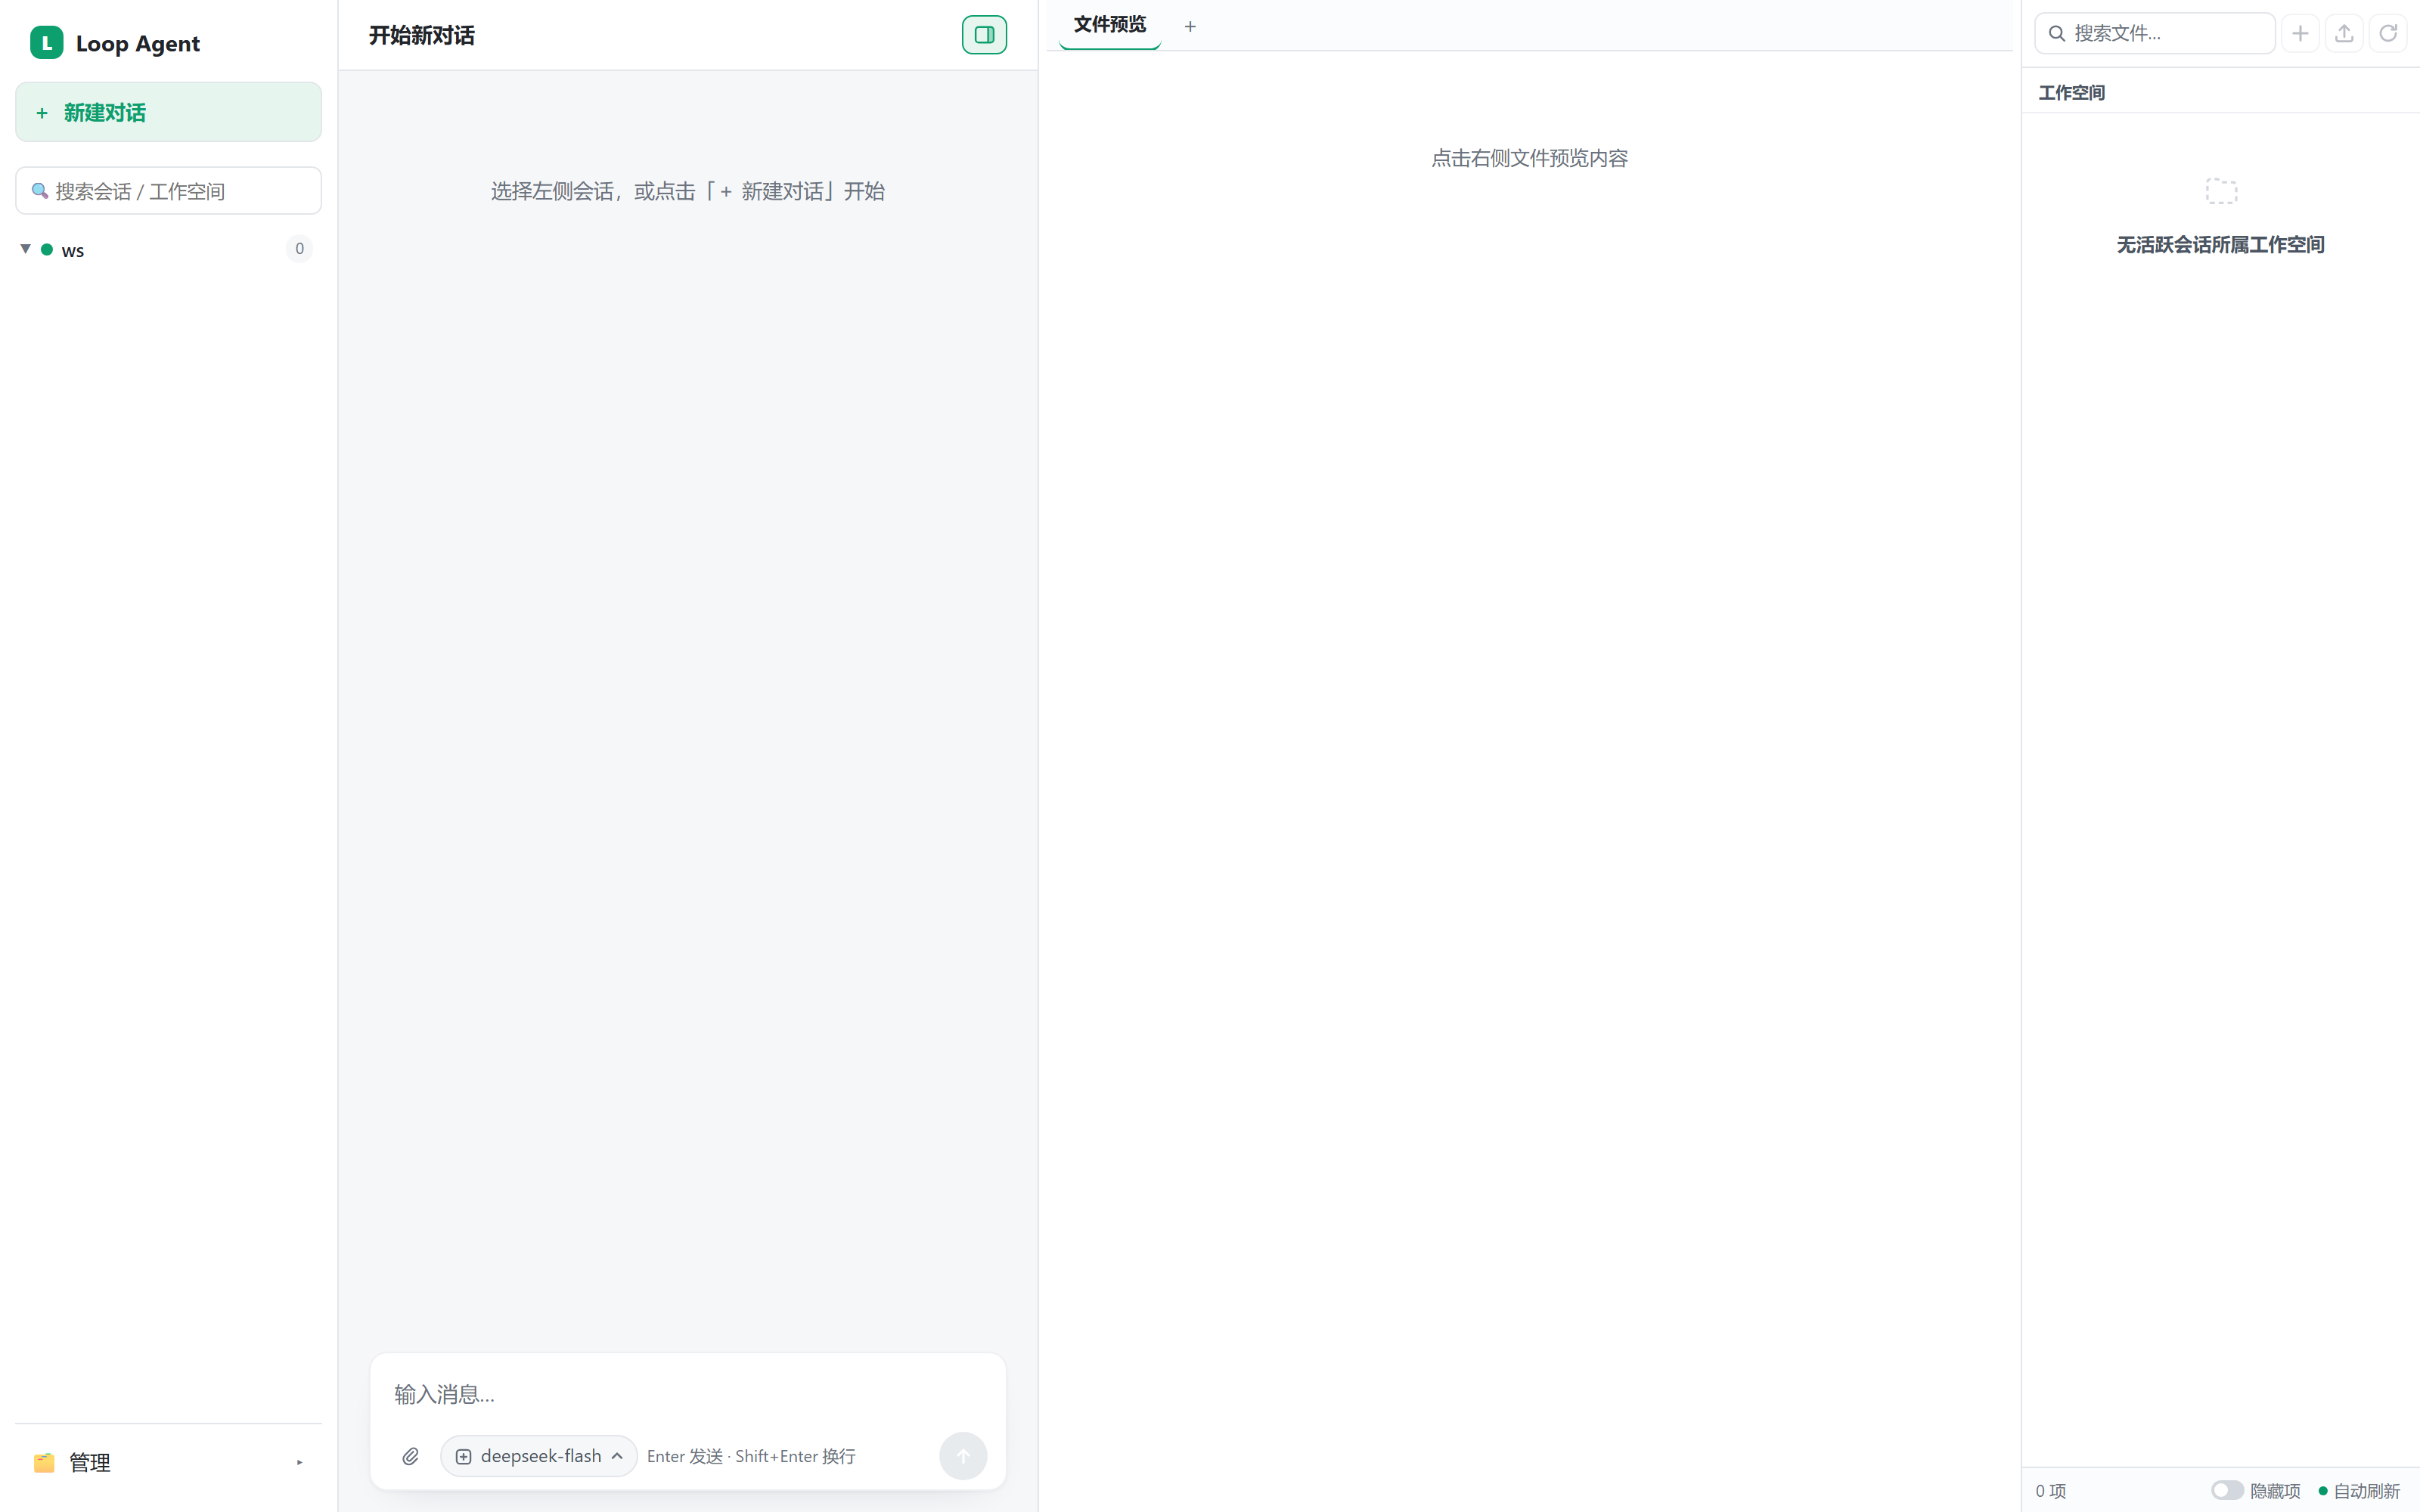 L Loop Agent
+ 新建对话
搜索会话 / 工作空间
ws 0
管理
开始新对话
选择左侧会话，或点击「 + 新建对话」开始
输入消息...
deepseek-flash Enter 发送 · Shift+Enter 换行
文件预览 +
点击右侧文件预览内容
搜索文件...
工作空间
无活跃会话所属工作空间
0 项 隐藏项 自动刷新